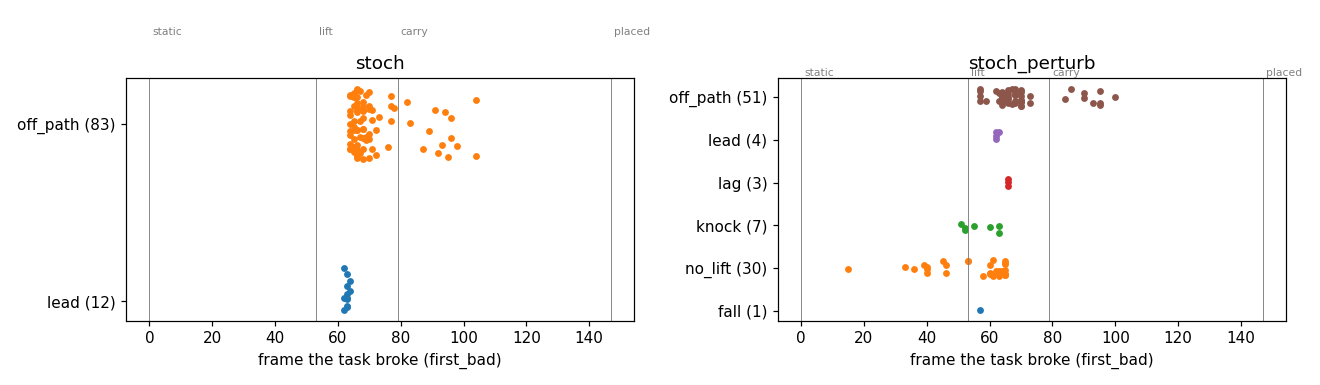 static lift carry placed
stoch
off_path (83)
lead (12)
0 20 40 60 80 100 120 140
frame the task broke (first_bad)
stoch_perturb
static lift carry placed
off_path (51)
lead (4)
lag (3)
knock (7)
no_lift (30)
fall (1)
0 20 40 60 80 100 120 140
frame the task broke (first_bad)